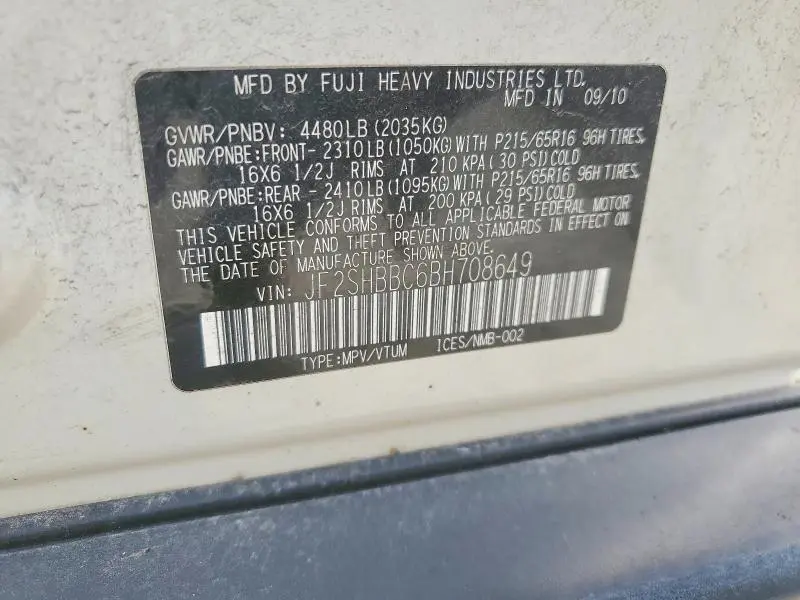 MFD BY FUJI HEAVY INDUSTRIES LTD.
MFD IN 09/10
GVWR/PNBV: 4480LB(2035KG)
GAWR/PNBE:FRONT- 2310LB(1050KG)WITH P215/65R16 96H TIRES,
16X6 1/2J RIMS AT 210 KPA(30 PSI)COLD
GAWR/PNBE:REAR - 2410LB(1095KG)WITH P215/65R16 96H TIRES,
16X6 1/2J RIMS AT 200 KPA(29 PSI)COLD
THIS VEHICLE CONFORMS TO ALL APPLICABLE FEDERAL MOTOR
VEHICLE SAFETY AND THEFT PREVENTION STANDARDS IN EFFECT ON
THE DATE OF MANUFACTURE SHOWN ABOVE.
VIN: JF2SHBBC6BH708649
TYPE:MPV/VTUM ICES/NMB-002